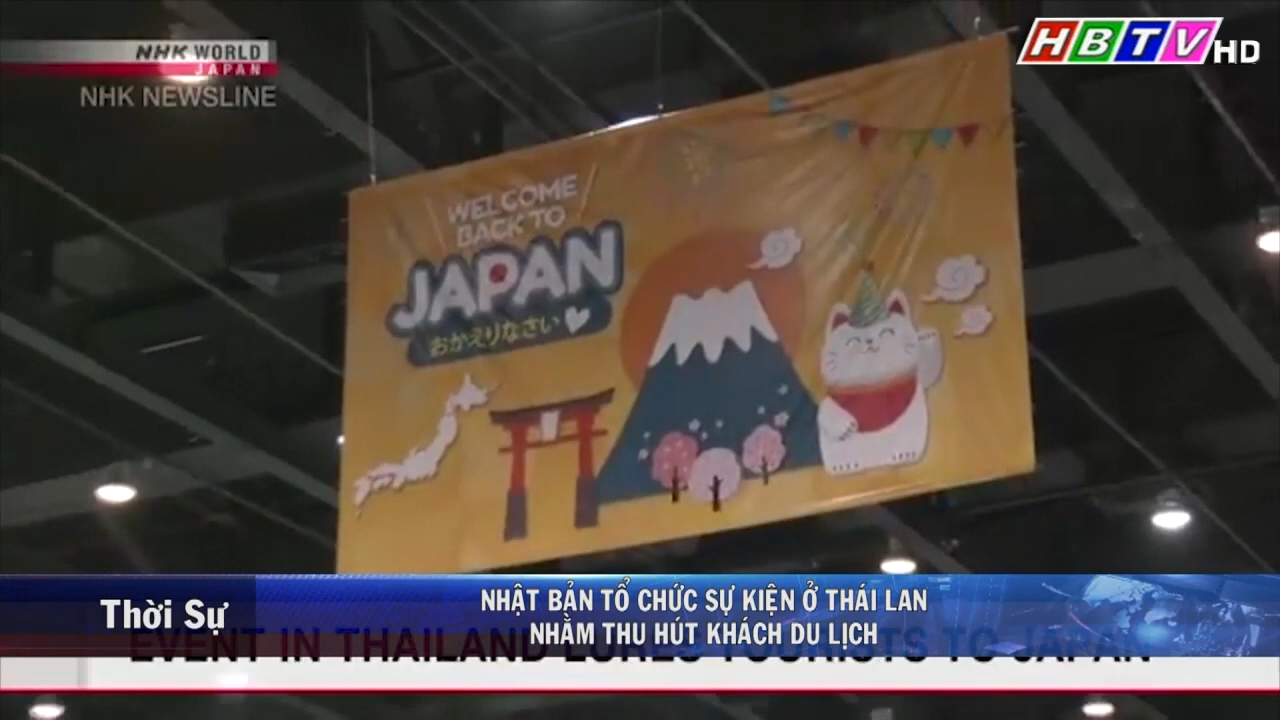 NHK WORLD
JAPAN
NHK NEWSLINE
HBTV HD
WELCOME
BACK TO
JAPAN
おかえりなさい
Thời Sự
NHẬT BẢN TỔ CHỨC SỰ KIỆN Ở THÁI LAN
NHẰM THU HÚT KHÁCH DU LỊCH
EVENT IN THAILAND LURES TOURISTS TO JAPAN